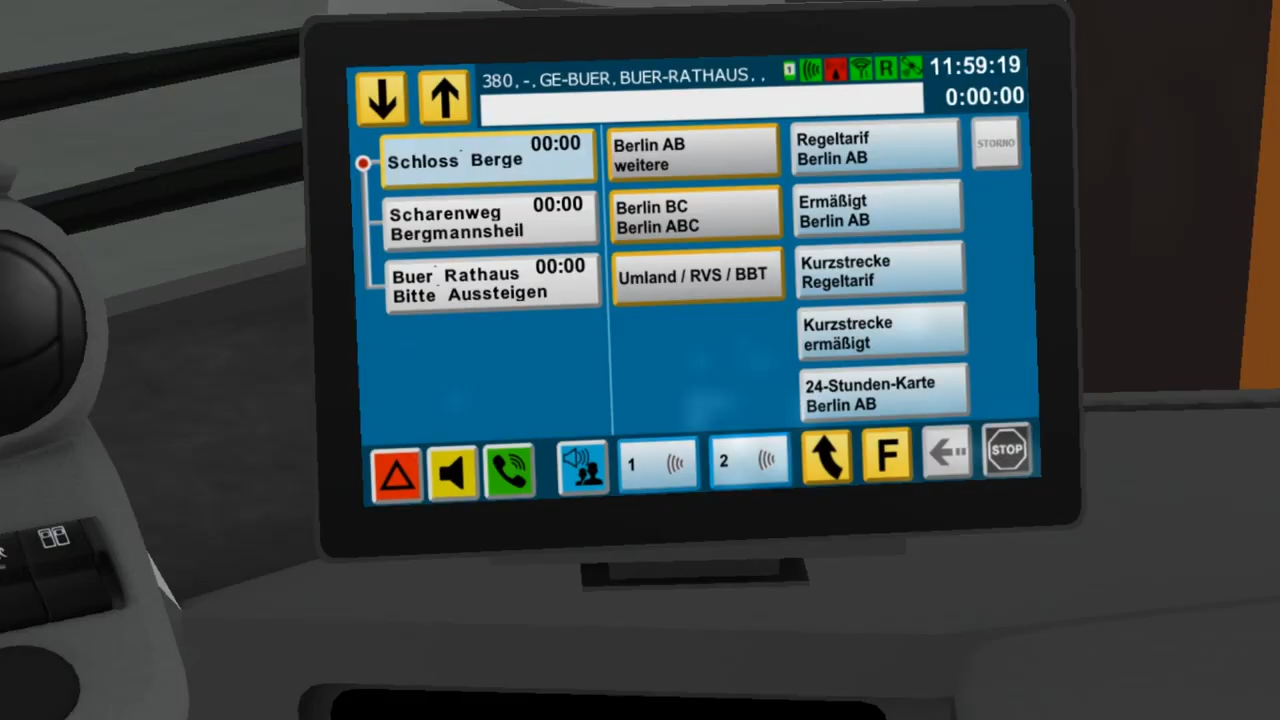 380,-,GE-BUER, BUER-RATHAUS, ,
1
R
11:59:19
0:00:00
00:00
Schloss Berge
00:00
Scharenweg
Bergmannsheil
00:00
Buer Rathaus
Bitte Aussteigen
Berlin AB
weitere
Berlin BC
Berlin ABC
Umland / RVS / BBT
Regeltarif
Berlin AB
Ermäßigt
Berlin AB
Kurzstrecke
Regeltarif
Kurzstrecke
ermäßigt
24-Stunden-Karte
Berlin AB
STORNO
1
2
F
STOP